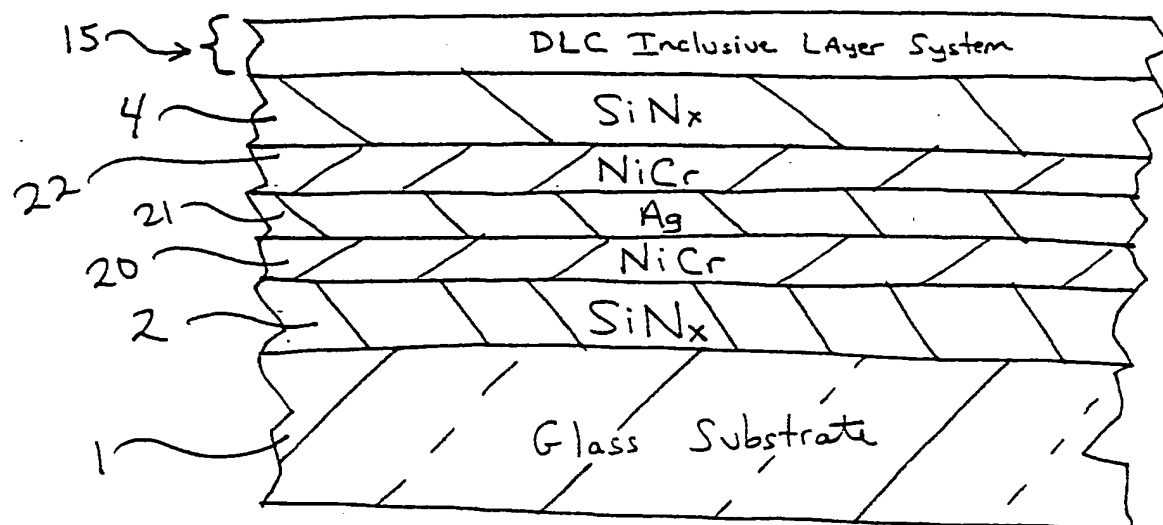 15 DLC Inclusive LAyer System
4 SiNx
22 NiCr
21 Ag
20 NiCr
2 SiNx
1 Glass Substrate